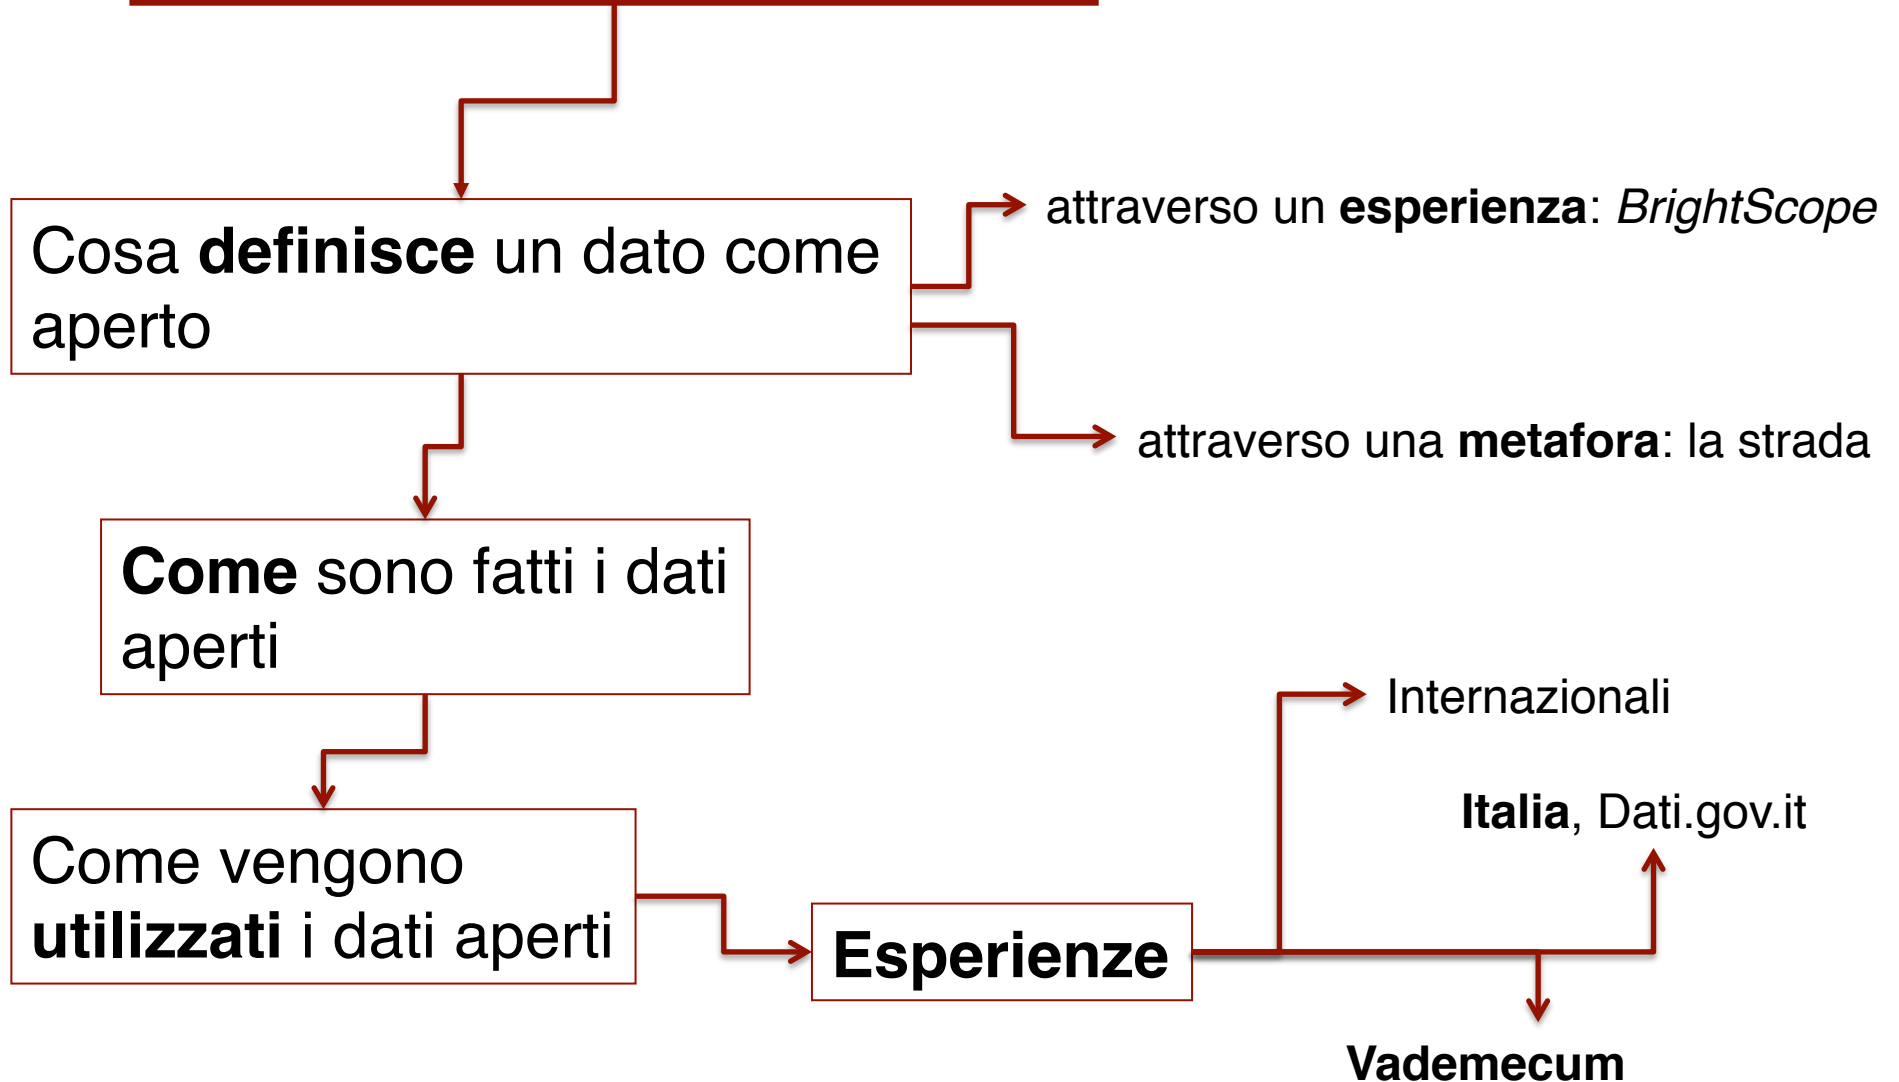 attraverso un esperienza: BrightScope
Cosa definisce un dato come
aperto
attraverso una metafora: la strada
Come sono fatti i dati
aperti
Internazionali
Italia, Dati.gov.it
Come vengono
utilizzati i dati aperti
Esperienze
Vademecum